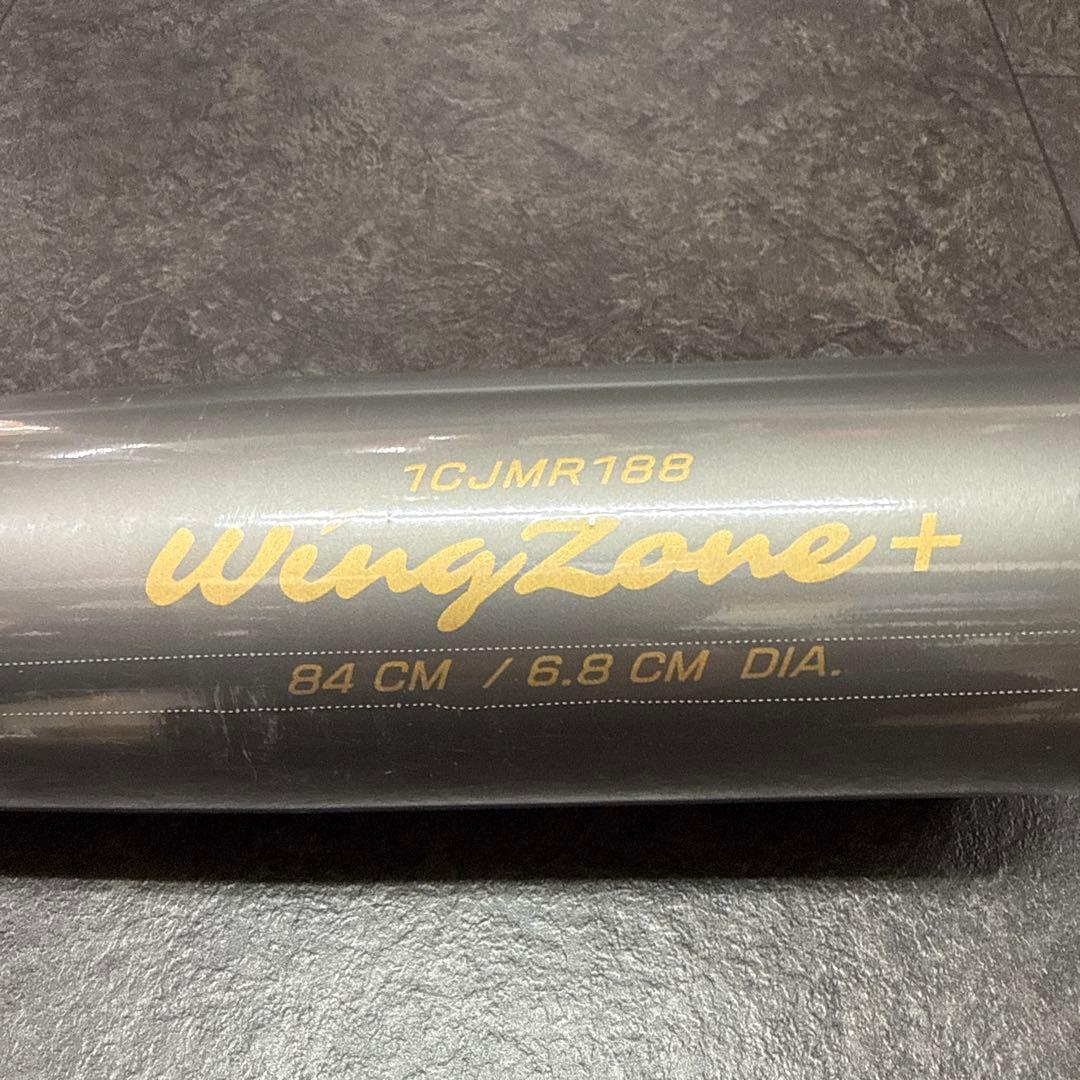 1CJMR188
WingZone+
84 CM / 6.8 CM DIA.